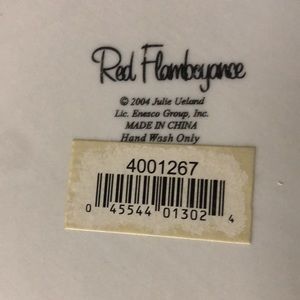 Red Flamboyance
© 2004 Julie Ueland
Lic. Enesco Group, Inc.
MADE IN CHINA
Hand Wash Only
4001267
0 45544 01302 4